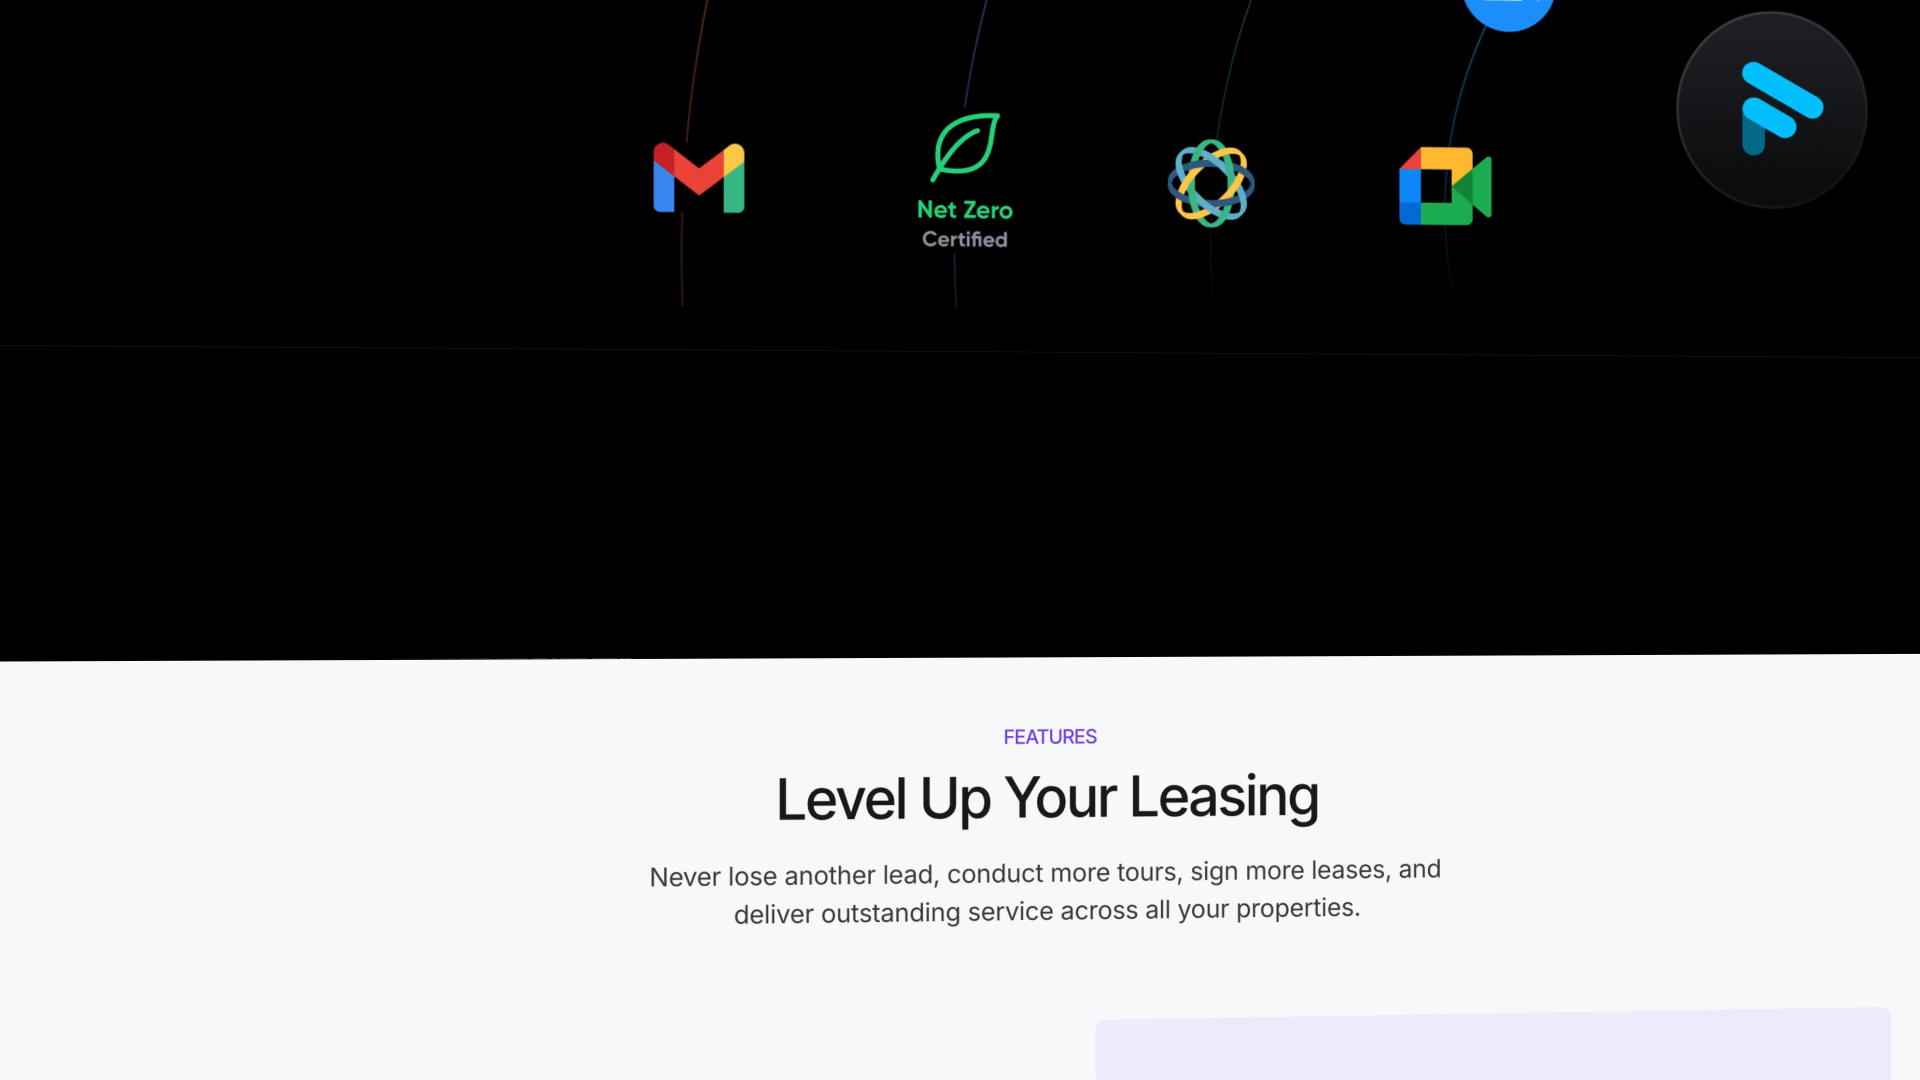 Net Zero
Certified
FEATURES
Level Up Your Leasing
Never lose another lead, conduct more tours, sign more leases, and
deliver outstanding service across all your properties.